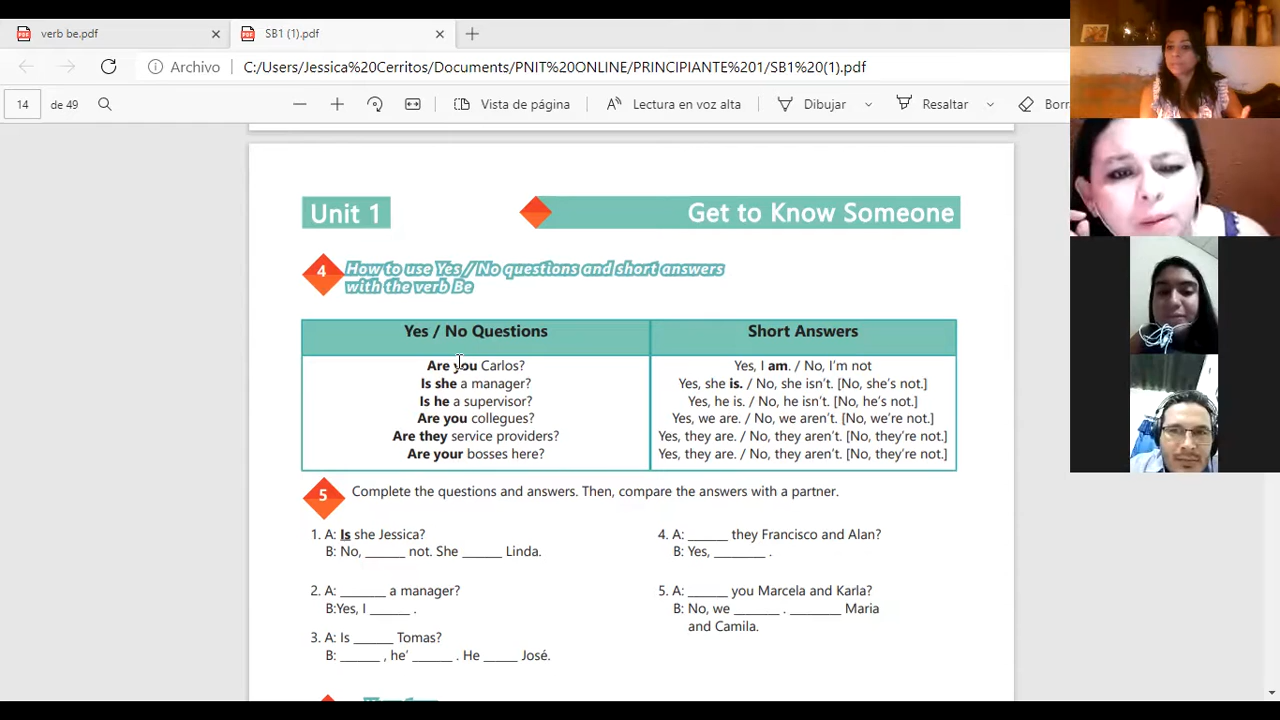 verb be.pdf
SB1 (1).pdf
Archivo
C:/Users/Jessica%20Cerritos/Documents/PNIT%20ONLINE/PRINCIPIANTE%201/SB1%20(1).pdf
14 de 49
Vista de página
Lectura en voz alta
Dibujar
Resaltar
Borr
Unit 1
Get to Know Someone
4
How to use Yes / No questions and short answers
with the verb Be
Yes / No Questions
Short Answers
Are you Carlos?
Yes, I am. / No, I'm not
Is she a manager?
Yes, she is. / No, she isn't. [No, she's not.]
Is he a supervisor?
Yes, he is. / No, he isn't. [No, he's not.]
Are you collegues?
Yes, we are. / No, we aren't. [No, we're not.]
Are they service providers?
Yes, they are. / No, they aren't. [No, they're not.]
Are your bosses here?
Yes, they are. / No, they aren't. [No, they're not.]
5
Complete the questions and answers. Then, compare the answers with a partner.
1. A: Is she Jessica?
B: No, ______ not. She ______ Linda.
2. A: _______ a manager?
B:Yes, I ______ .
3. A: Is ______ Tomas?
B: ______ , he' ______ . He _____ José.
4. A: ______ they Francisco and Alan?
B: Yes, ________ .
5. A: ______ you Marcela and Karla?
B: No, we _______ . ________ Maria
and Camila.